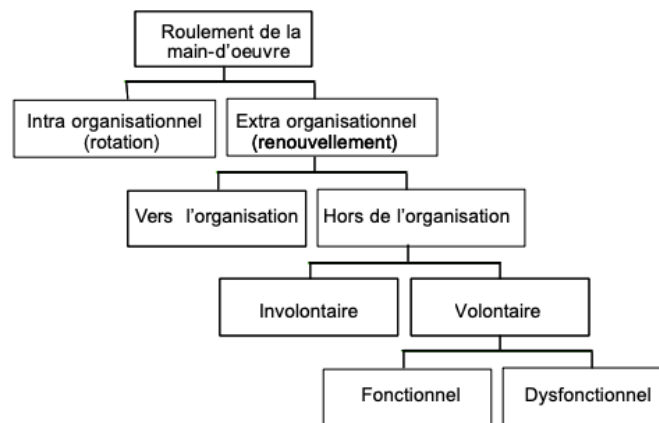 Roulement de la
main-d'oeuvre
Intra organisationnel
(rotation)
Extra organisationnel
(renouvellement)
Vers l'organisation
Hors de l'organisation
Involontaire
Volontaire
Fonctionnel
Dysfonctionnel